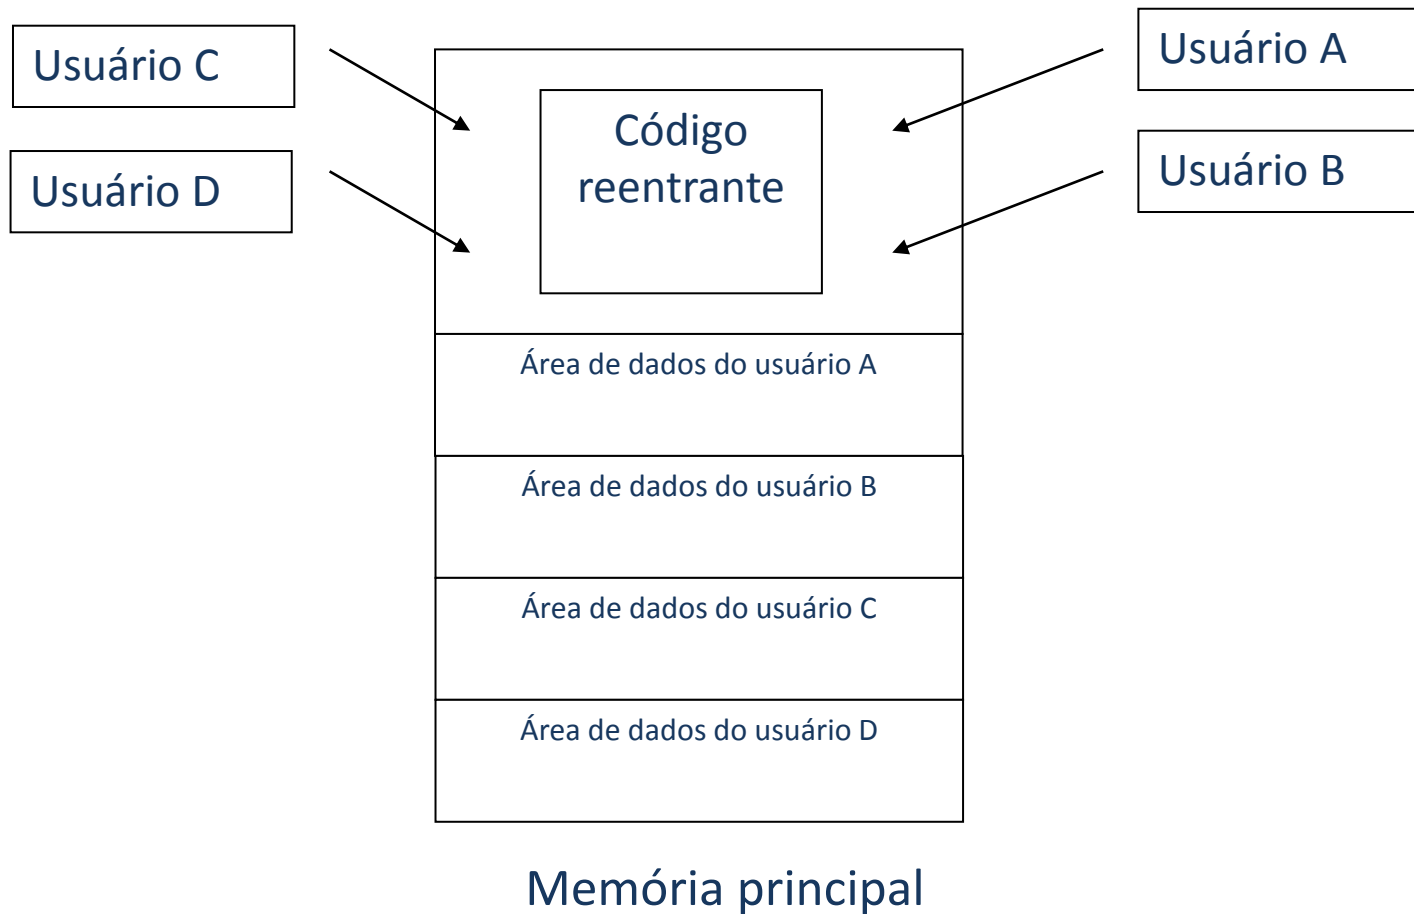 Usuário C
Usuário A
Código
reentrante
Usuário D
Usuário B
Área de dados do usuário A
Área de dados do usuário B
Área de dados do usuário C
Área de dados do usuário D
Memória principal